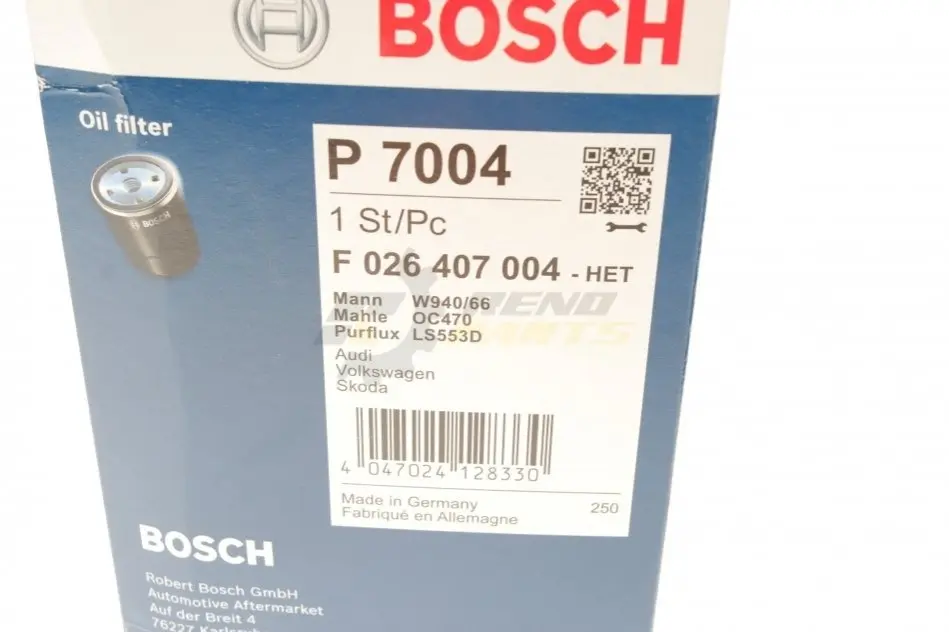 BOSCH
Oil filter
BOSCH
P 7004
1 St/Pc
F 026 407 004 - HET
Mann W940/66
Mahle OC470
Purflux LS553D
Audi
Volkswagen
Skoda
4 047024 128330
Made in Germany
Fabriqué en Allemagne
250
BOSCH
Robert Bosch GmbH
Automotive Aftermarket
Auf der Breit 4
76227